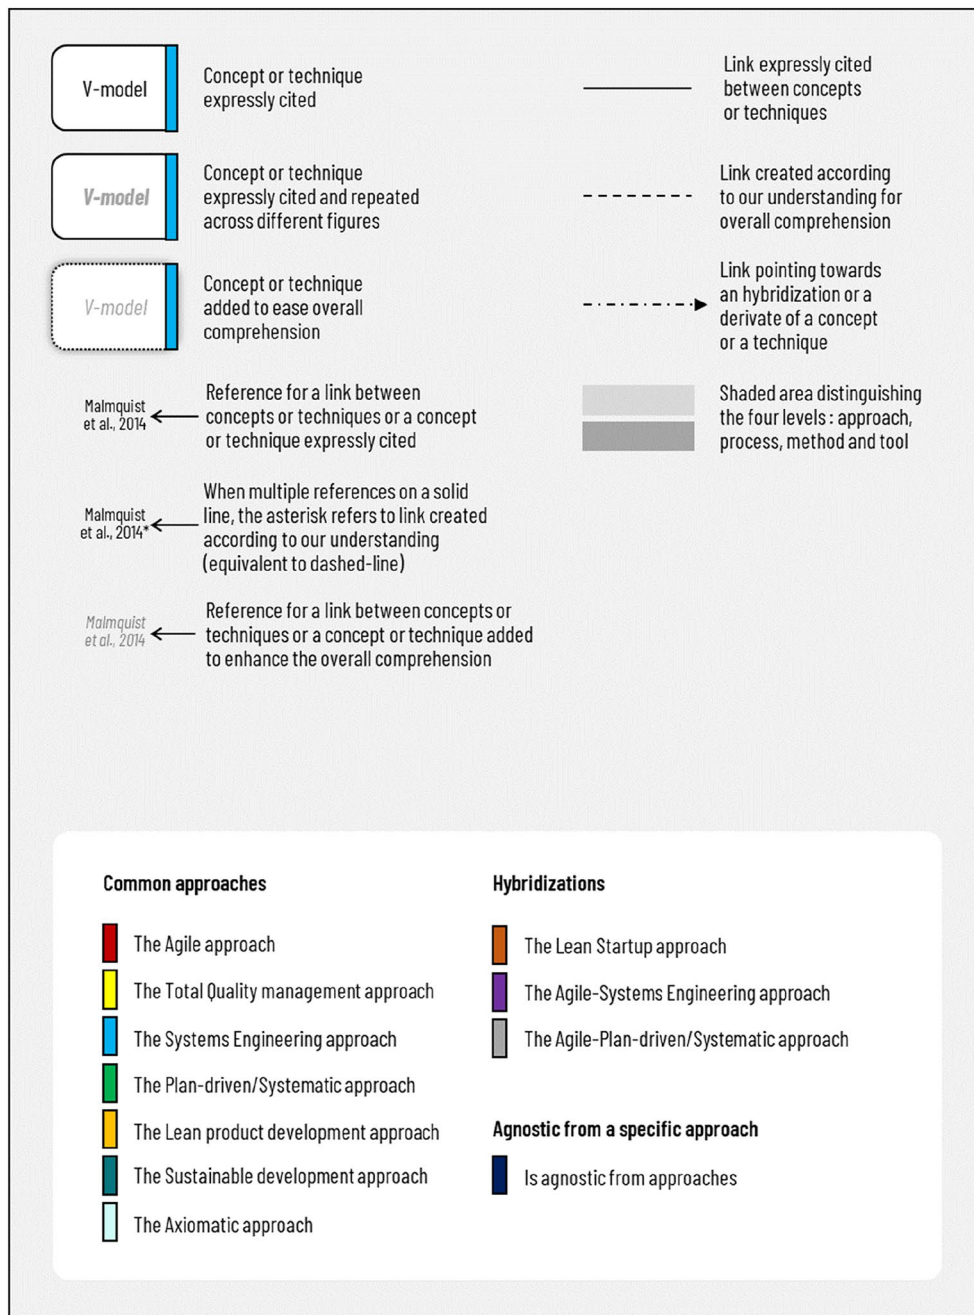 V-model
Concept or technique
expressly cited
V-model
Concept or technique
expressly cited and repeated
across different figures
V-model
Concept or technique
added to ease overall
comprehension
Malmquist
et al., 2014
Reference for a link between
concepts or techniques or a concept
or technique expressly cited
Malmquist
et al., 2014*
When multiple references on a solid
line, the asterisk refers to link created
according to our understanding
(equivalent to dashed-line)
Malmquist
et al., 2014
Reference for a link between concepts or
techniques or a concept or technique added
to enhance the overall comprehension
Link expressly cited
between concepts
or techniques
Link created according
to our understanding for
overall comprehension
Link pointing towards
an hybridization or a
derivate of a concept
or a technique
Shaded area distinguishing
the four levels : approach,
process, method and tool
Common approaches
The Agile approach
The Total Quality management approach
The Systems Engineering approach
The Plan-driven/Systematic approach
The Lean product development approach
The Sustainable development approach
The Axiomatic approach
Hybridizations
The Lean Startup approach
The Agile-Systems Engineering approach
The Agile-Plan-driven/Systematic approach
Agnostic from a specific approach
Is agnostic from approaches